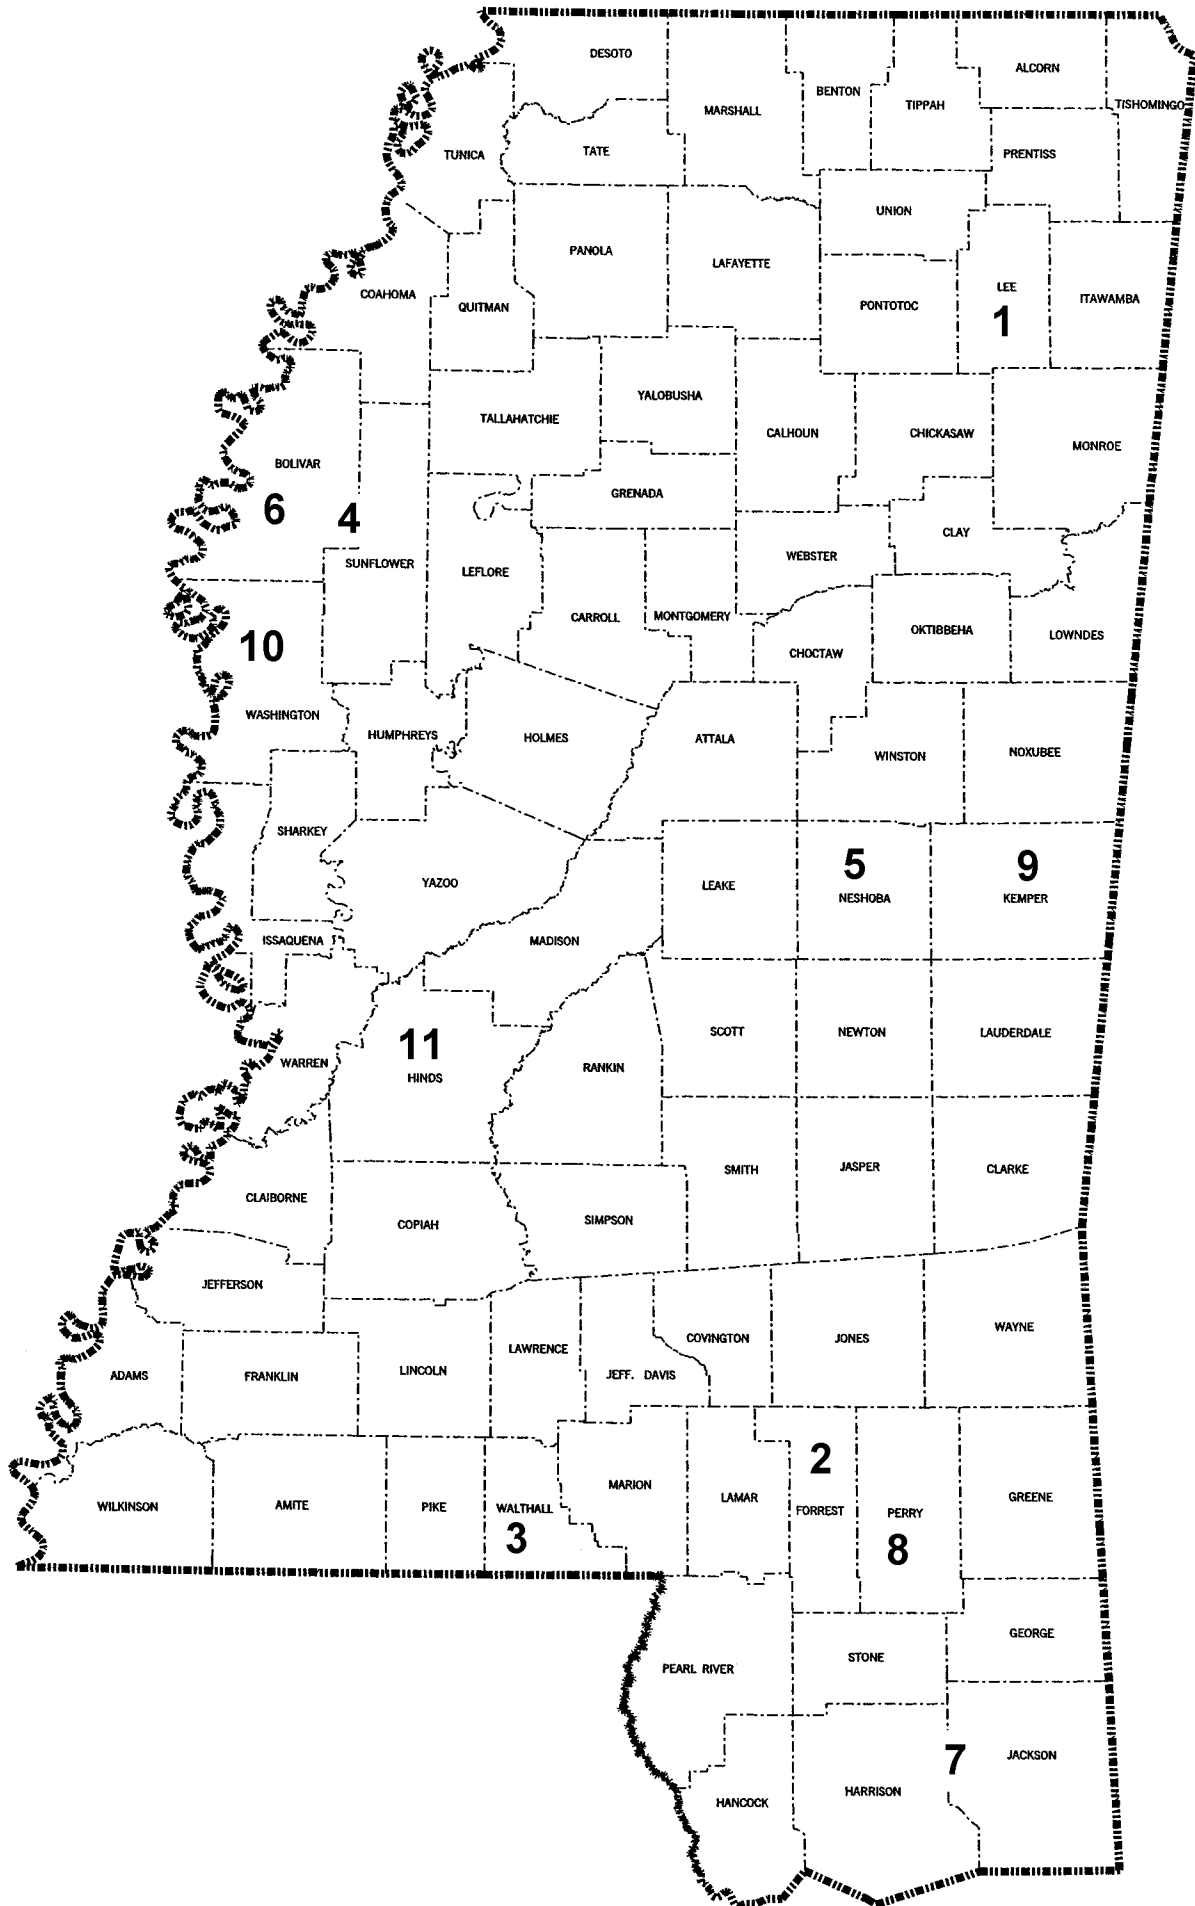 DESOTO
ALCORN
BENTON
MARSHALL
TIPPAH
TISHOMINGO
TUNICA
TATE
PRENTISS
UNION
PANOLA
LAFAYETTE
COAHOMA
QUITMAN
PONTOTOC
LEE
ITAWAMBA
1
TALLAHATCHIE
YALOBUSHA
CALHOUN
CHICKASAW
MONROE
BOLIVAR
GRENADA
6
4
CLAY
WEBSTER
SUNFLOWER
LEFLORE
CARROLL
MONTGOMERY
OKTIBBEHA
LOWNDES
10
CHOCTAW
WASHINGTON
HUMPHREYS
HOLMES
ATTALA
WINSTON
NOXUBEE
SHARKEY
5
9
YAZOO
LEAKE
NESHOBA
KEMPER
ISSAQUENA
MADISON
SCOTT
NEWTON
LAUDERDALE
11
WARREN
HINDS
RANKIN
SMITH
JASPER
CLARKE
CLAIBORNE
COPIAH
SIMPSON
JEFFERSON
WAYNE
COVINGTON
JONES
LAWRENCE
ADAMS
FRANKLIN
LINCOLN
JEFF. DAVIS
2
MARION
LAMAR
GREENE
WILKINSON
AMITE
PIKE
WALTHALL
FORREST
PERRY
3
8
GEORGE
STONE
PEARL RIVER
7
JACKSON
HARRISON
HANCOCK